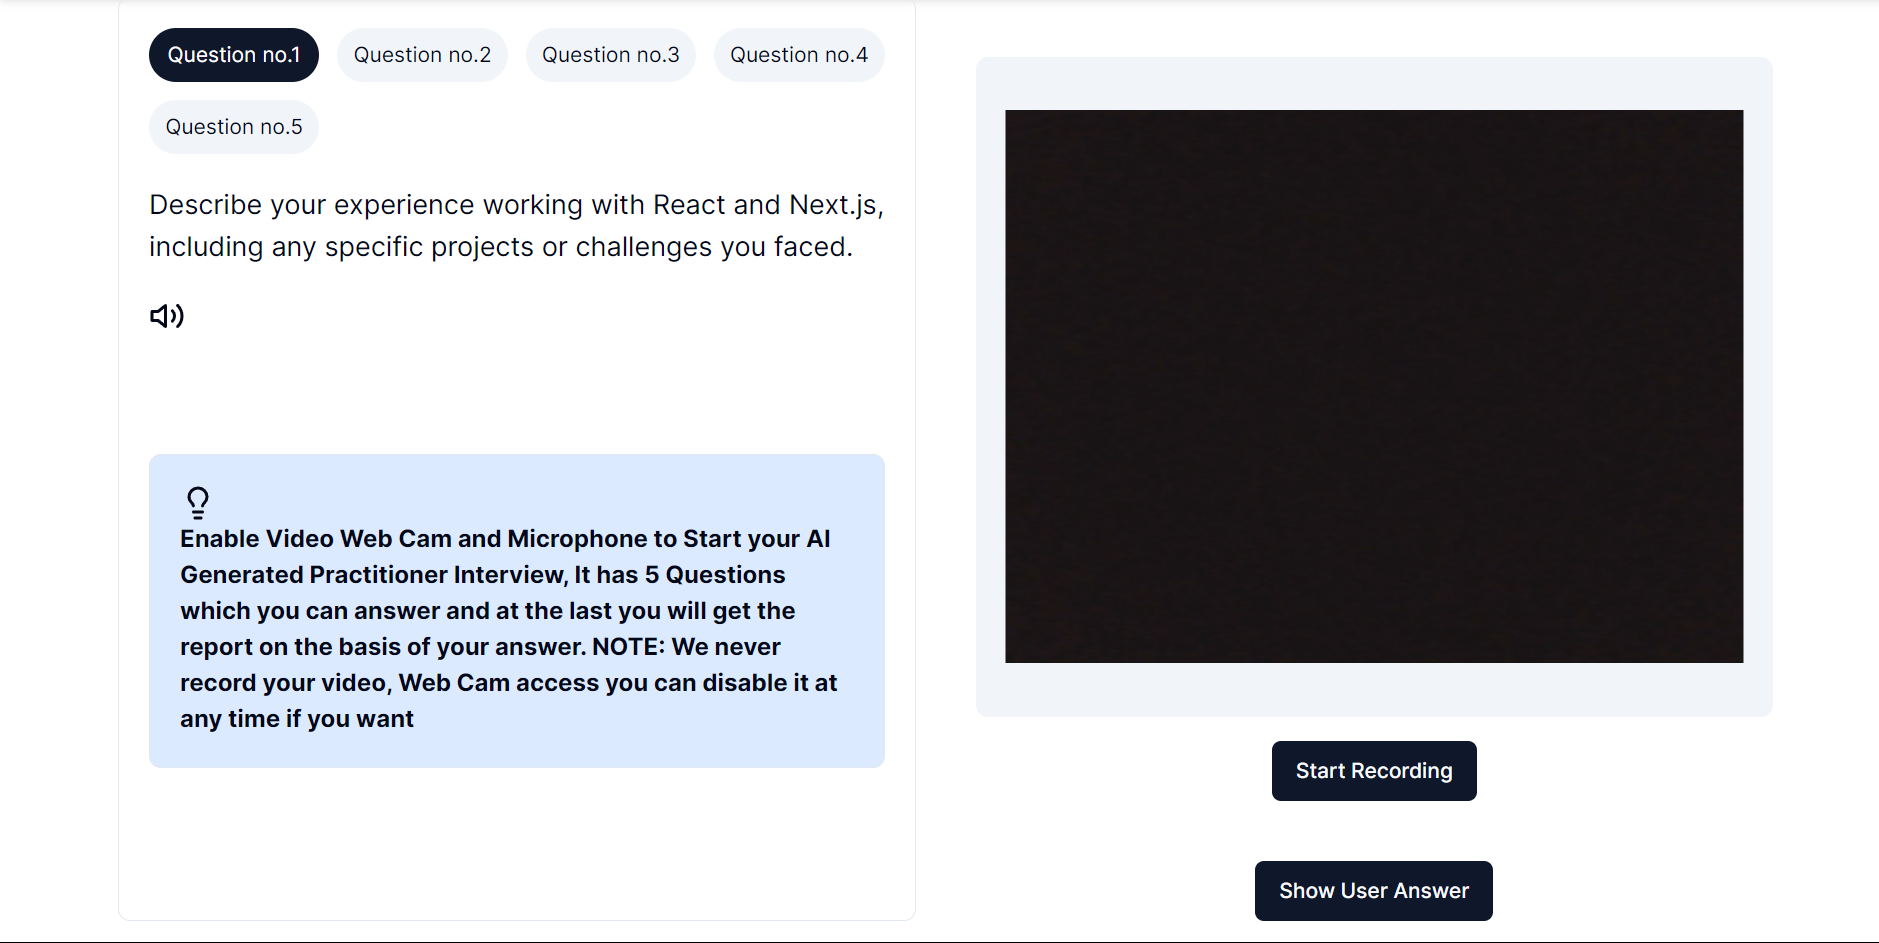 Question no.1
Question no.2
Question no.3
Question no.4
Question no.5
Describe your experience working with React and Next.js,
including any specific projects or challenges you faced.
Enable Video Web Cam and Microphone to Start your AI
Generated Practitioner Interview, It has 5 Questions
which you can answer and at the last you will get the
report on the basis of your answer. NOTE: We never
record your video, Web Cam access you can disable it at
any time if you want
Start Recording
Show User Answer